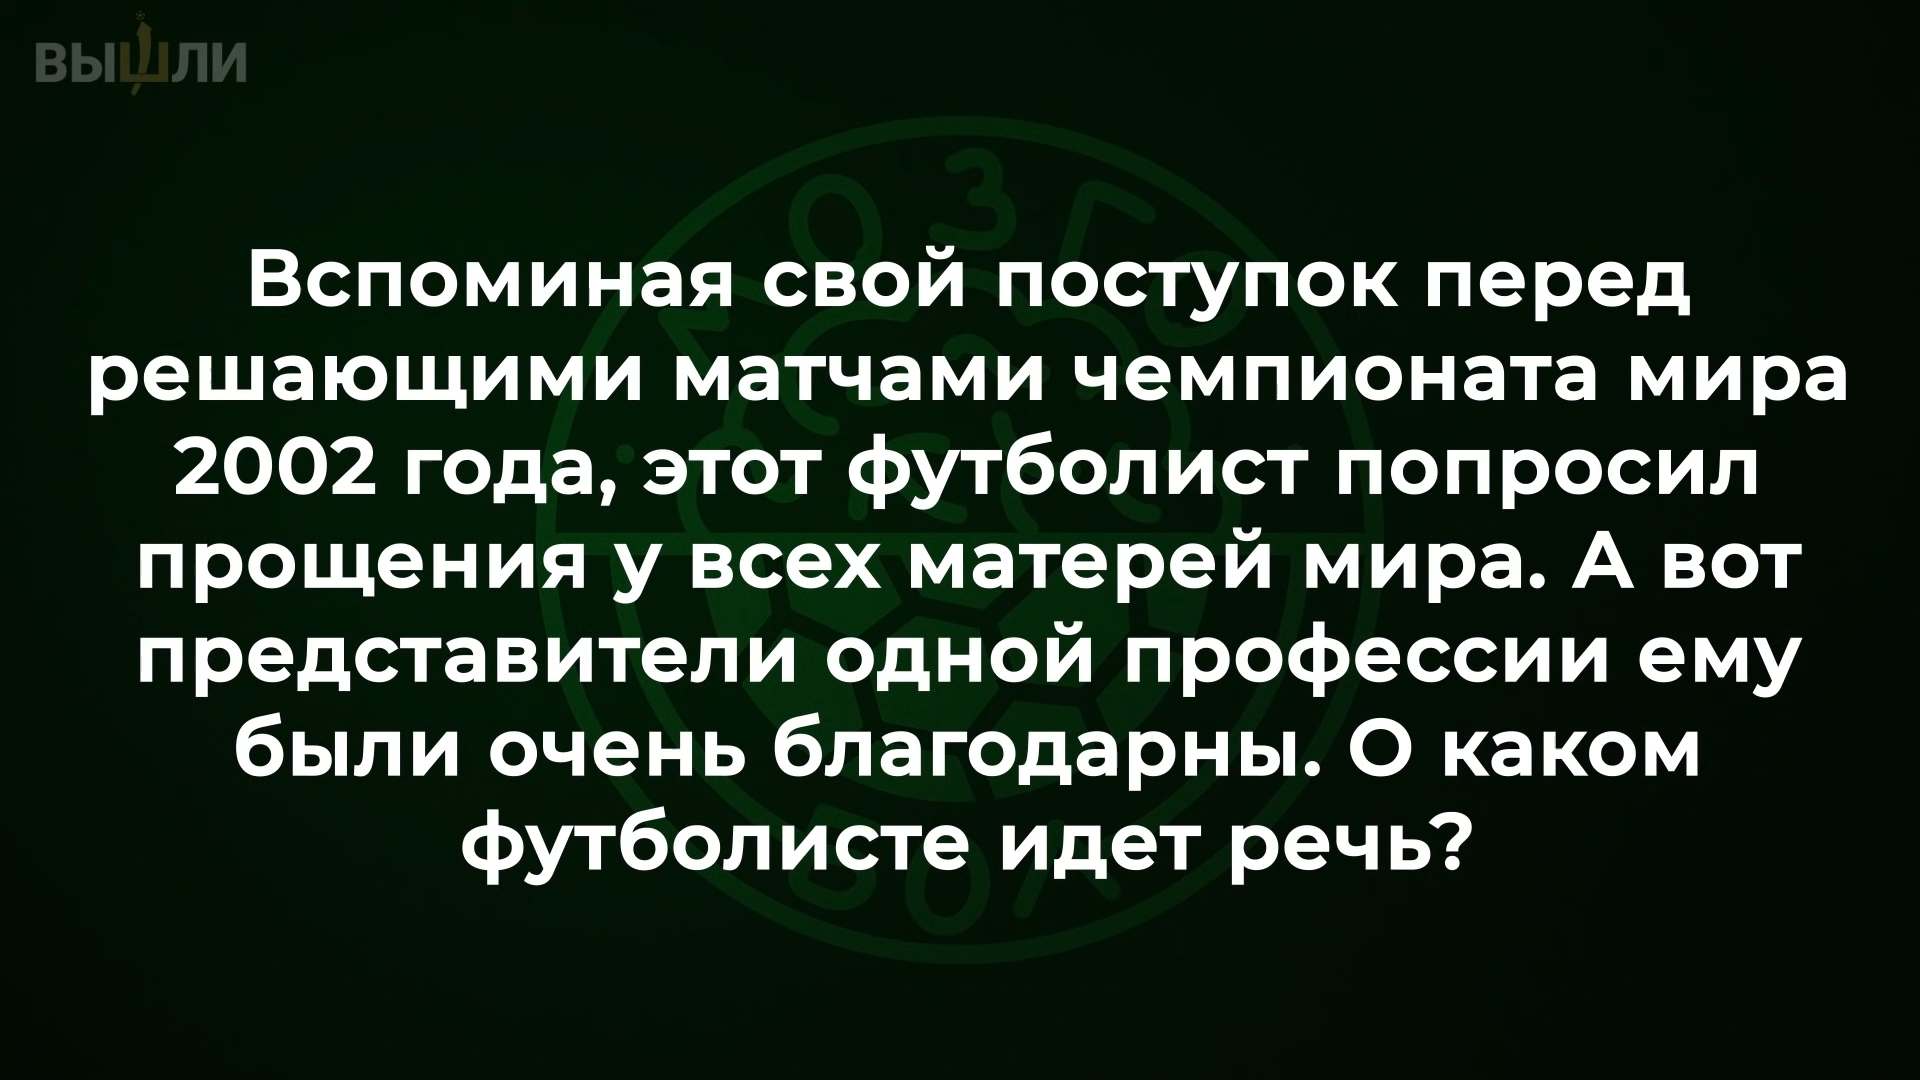 ВЫШЛИ
Вспоминая свой поступок перед
решающими матчами чемпионата мира
2002 года, этот футболист попросил
прощения у всех матерей мира. А вот
представители одной профессии ему
были очень благодарны. О каком
футболисте идет речь?